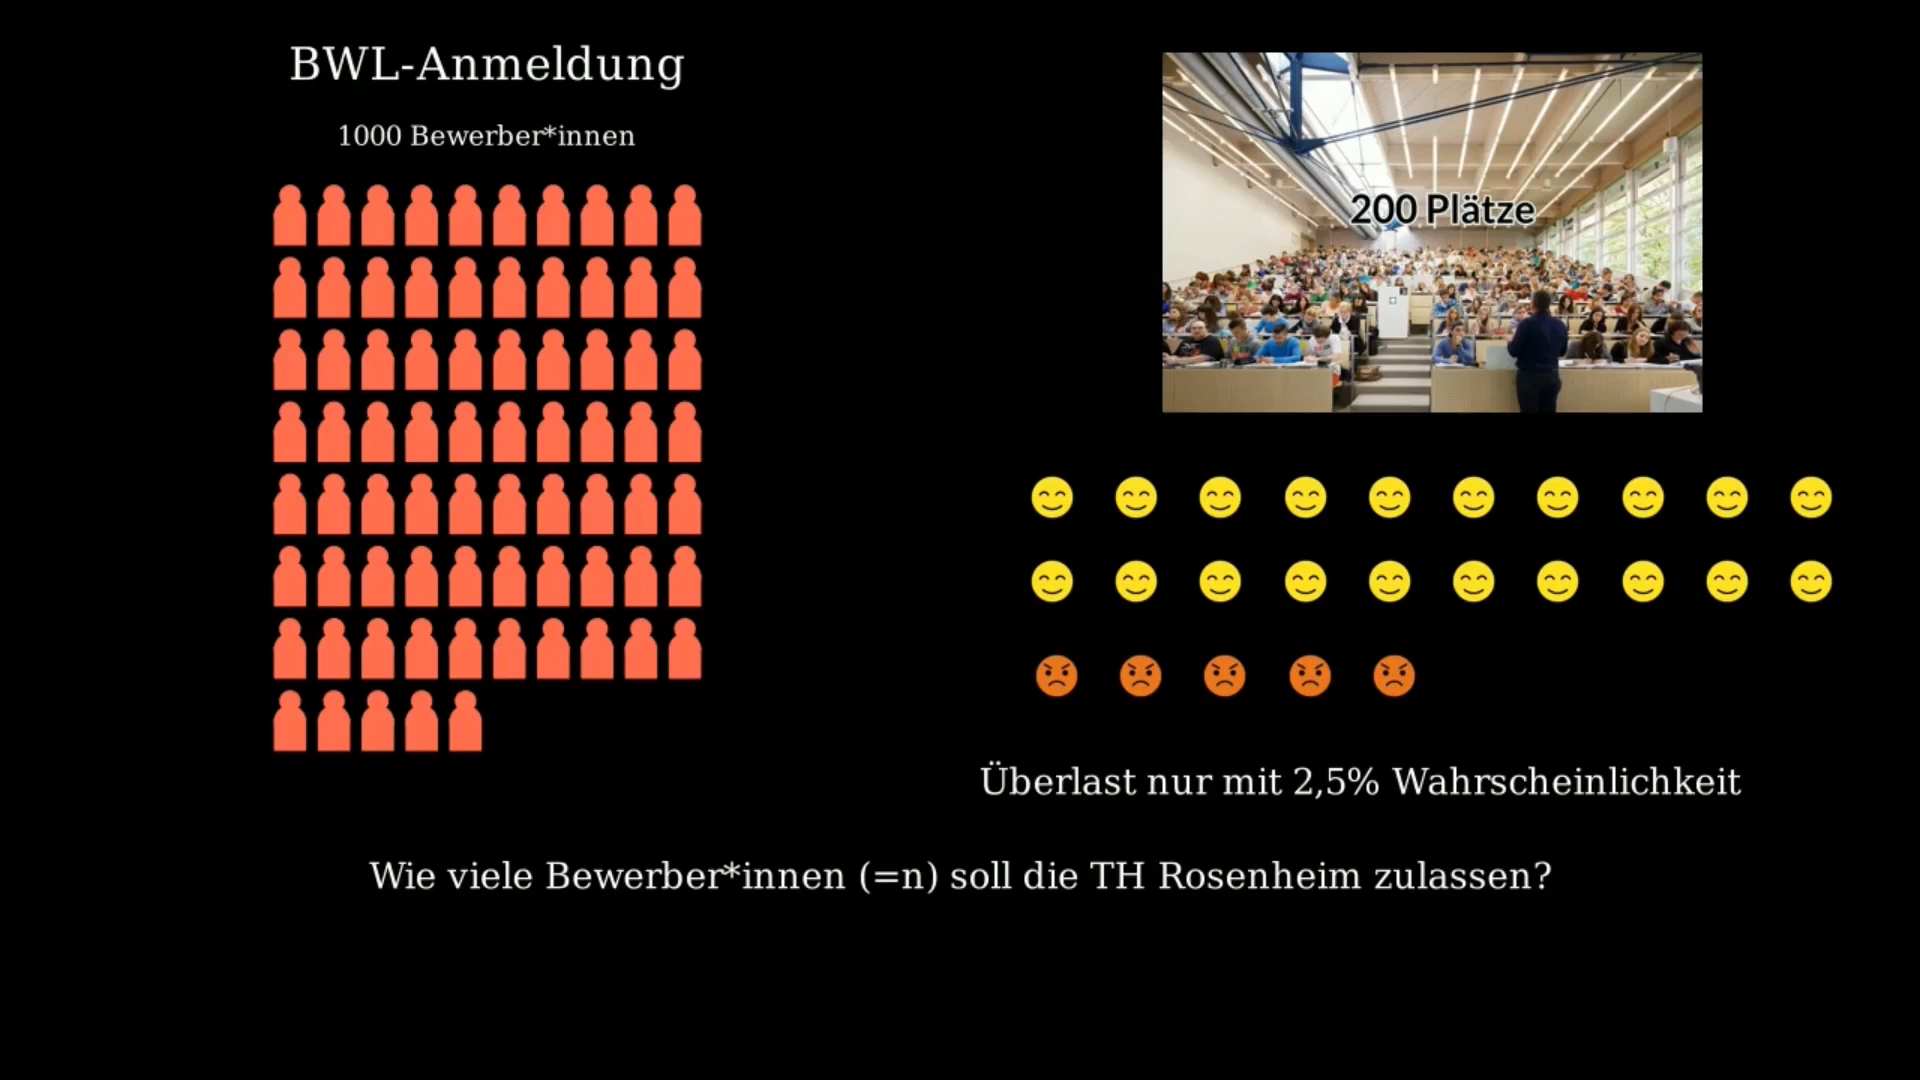 BWL-Anmeldung
1000 Bewerber*innen
200 Plätze
Überlast nur mit 2,5% Wahrscheinlichkeit
Wie viele Bewerber*innen (=n) soll die TH Rosenheim zulassen?